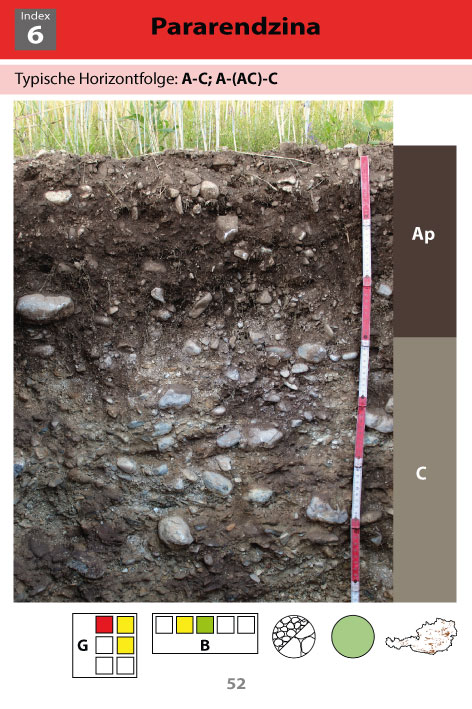 Index
6
Pararendzina
Typische Horizontfolge: A-C; A-(AC)-C
Ap
C
G
B
52